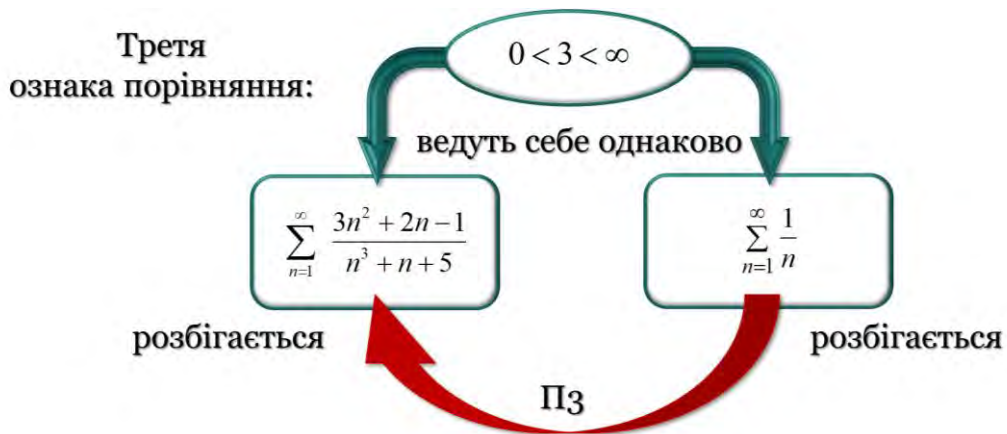 Третя
ознака порівняння:
0 < 3 < ∞
ведуть себе однаково
∞ ∑ n=1 3n² + 2n − 1 / n³ + n + 5
∞ ∑ n=1 1 / n
розбігається
розбігається
П3